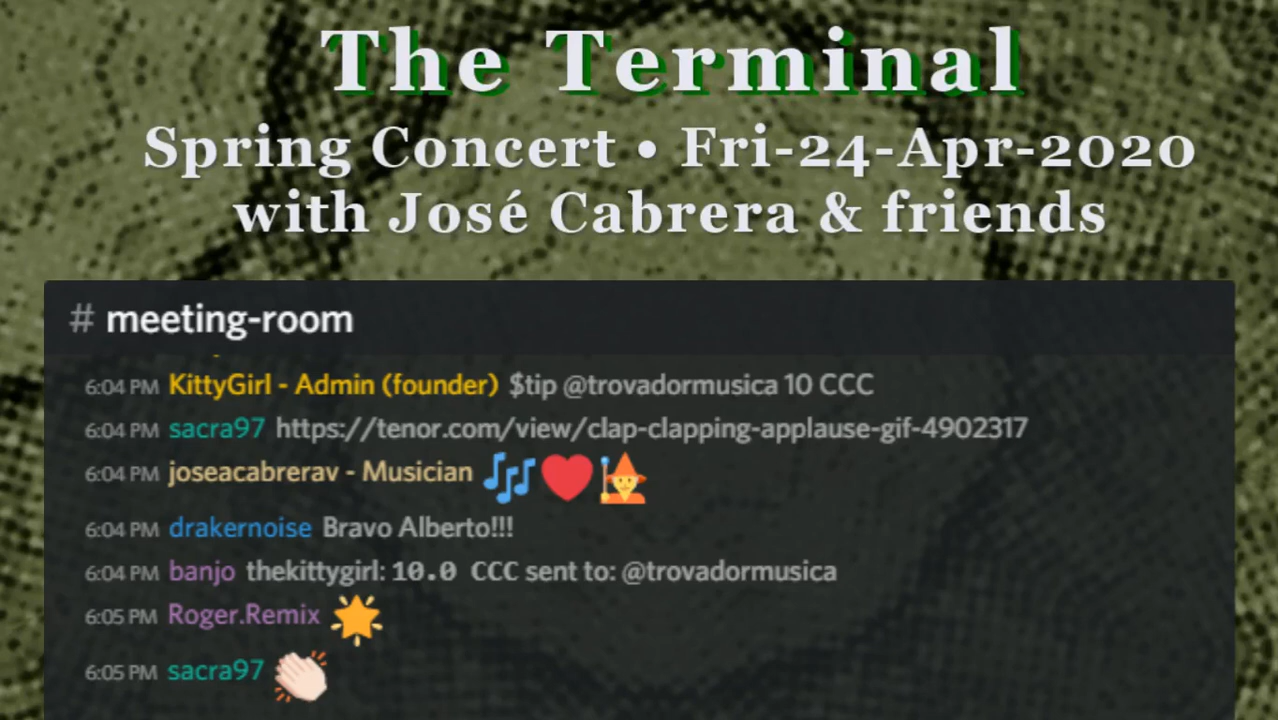 The Terminal
Spring Concert • Fri-24-Apr-2020
with José Cabrera & friends
# meeting-room
6:04 PM KittyGirl - Admin (founder) $tip @trovadormusica 10 CCC
6:04 PM sacra97 https://tenor.com/view/clap-clapping-applause-gif-4902317
6:04 PM joseacabrerav - Musician 🎶❤️🧙
6:04 PM drakernoise Bravo Alberto!!!
6:04 PM banjo thekittygirl: 10.0 CCC sent to: @trovadormusica
6:05 PM Roger.Remix 🌟
6:05 PM sacra97 👏🏻